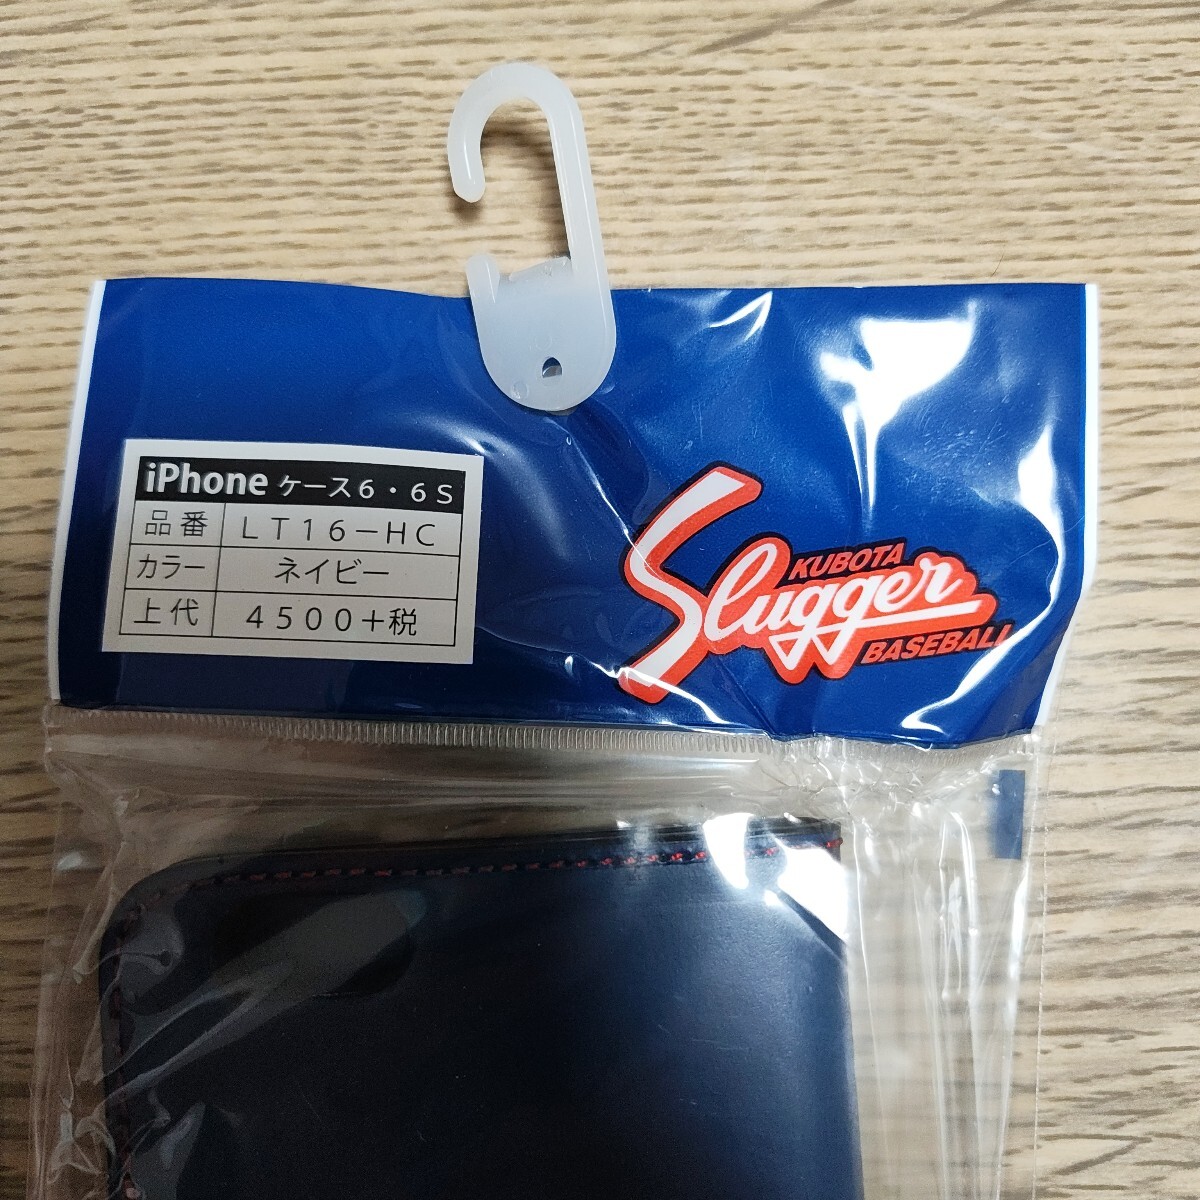 iPhone ケース６・６Ｓ
品番 ＬＴ１６－ＨＣ
カラー ネイビー
上代 ４５００＋税
KUBOTA
Slugger
BASEBALL